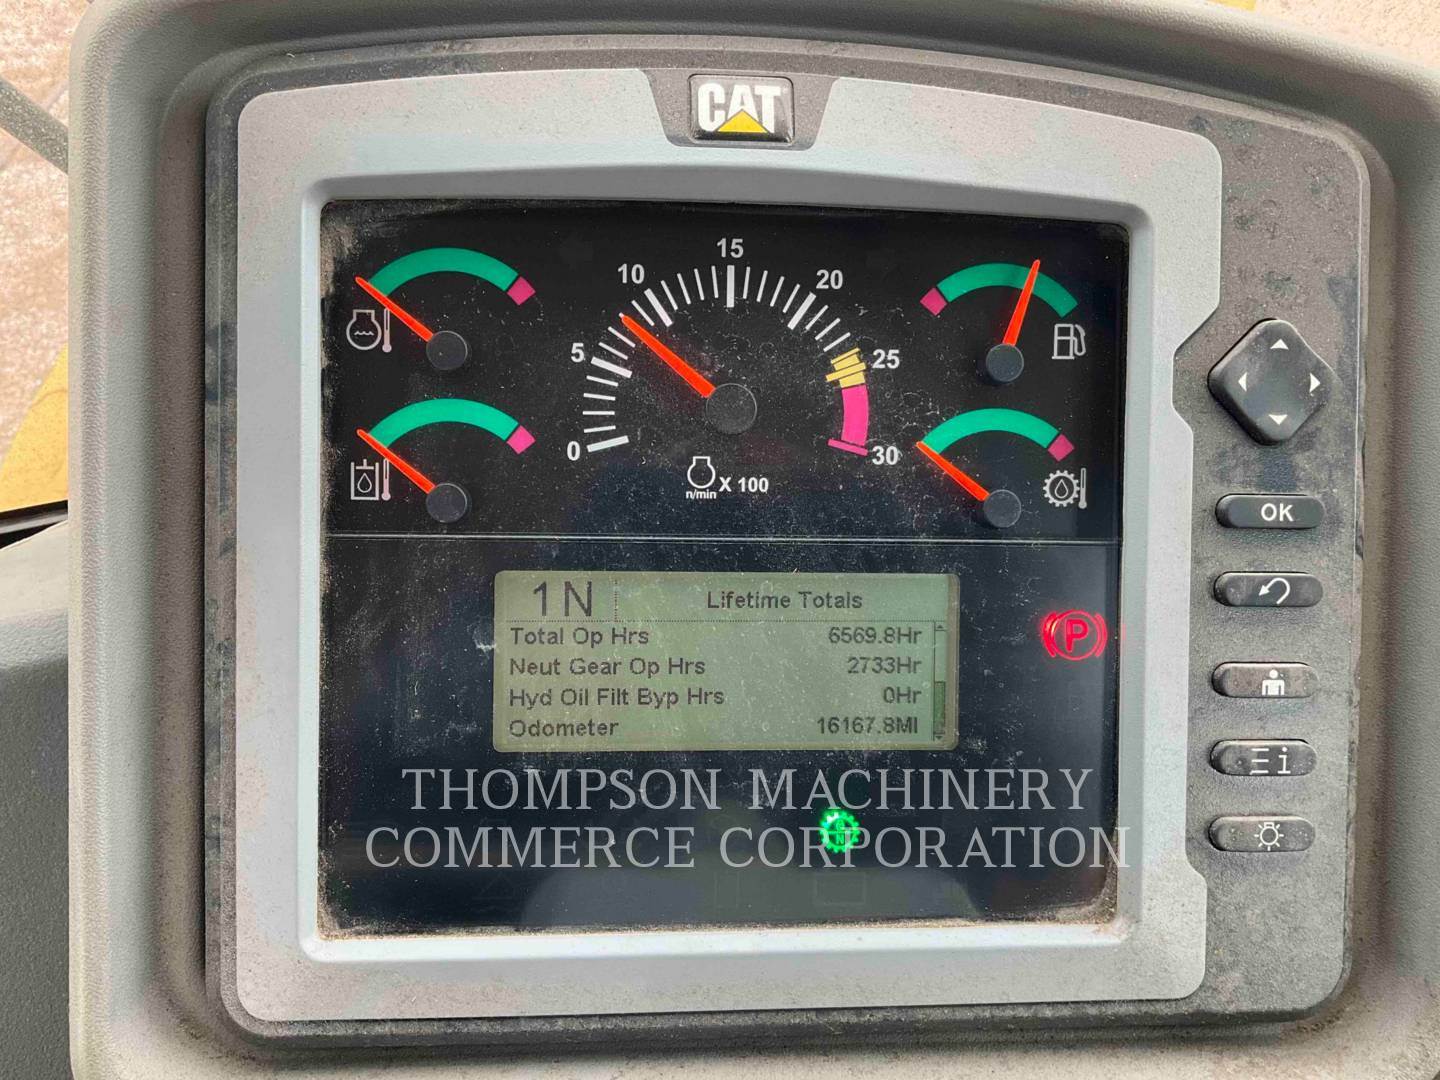 CAT
15
10
20
5
25
0
30
n/min X 100
OK
1N Lifetime Totals
Total Op Hrs 6569.8Hr
Neut Gear Op Hrs 2733Hr
Hyd Oil Filt Byp Hrs 0Hr
Odometer 16167.8MI
P
i
THOMPSON MACHINERY
COMMERCE CORPORATION